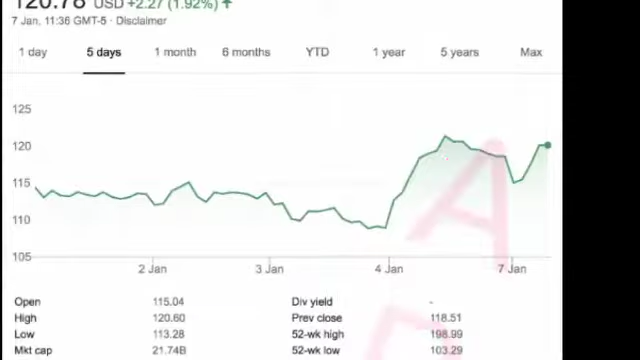 120.78 USD +2.27 (1.92%) ↑
7 Jan, 11:36 GMT-5 · Disclaimer
1 day 5 days 1 month 6 months YTD 1 year 5 years Max
125
120
115
110
105
2 Jan 3 Jan 4 Jan 7 Jan
Open 115.04 Div yield -
High 120.60 Prev close 118.51
Low 113.28 52-wk high 198.99
Mkt cap 21.74B 52-wk low 103.29